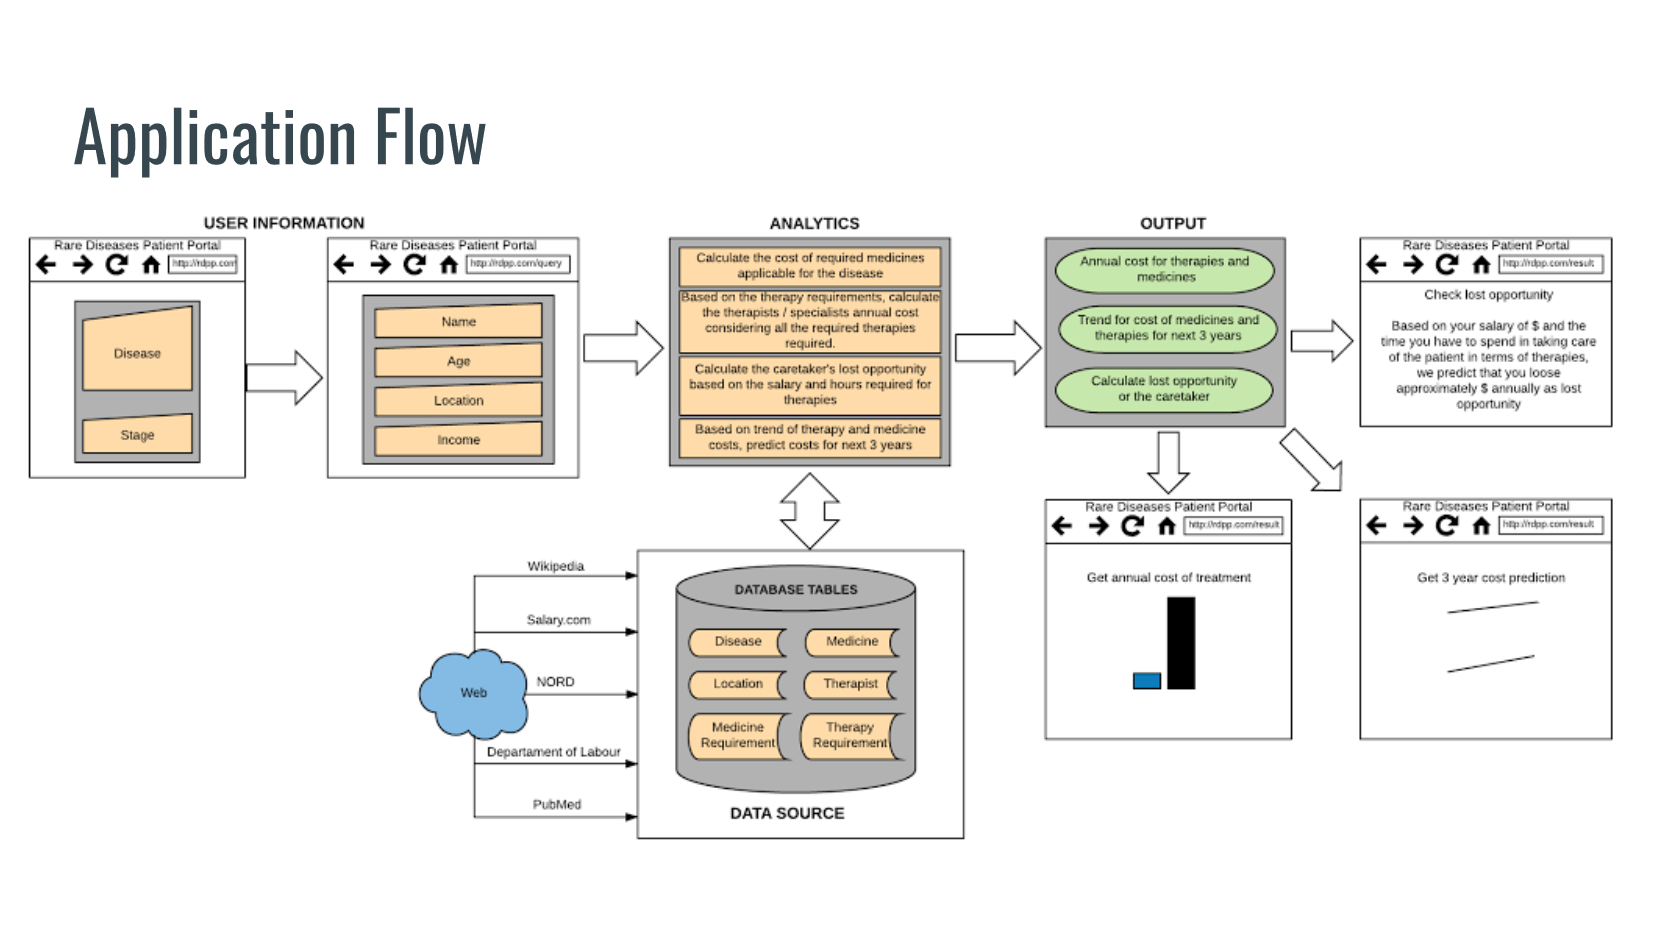 Application Flow
USER INFORMATION
Rare Diseases Patient Portal
http://rdpp.com
Disease
Stage
Rare Diseases Patient Portal
http://rdpp.com/query
Name
Age
Location
Income
ANALYTICS
Calculate the cost of required medicines
applicable for the disease
Based on the therapy requirements, calculate
the therapists / specialists annual cost
considering all the required therapies
required.
Calculate the caretaker's lost opportunity
based on the salary and hours required for
therapies
Based on trend of therapy and medicine
costs, predict costs for next 3 years
OUTPUT
Annual cost for therapies and
medicines
Trend for cost of medicines and
therapies for next 3 years
Calculate lost opportunity
or the caretaker
Rare Diseases Patient Portal
http://rdpp.com/result
Check lost opportunity
Based on your salary of $ and the
time you have to spend in taking care
of the patient in terms of therapies,
we predict that you loose
approximately $ annually as lost
opportunity
Web
Wikipedia
Salary.com
NORD
Departament of Labour
PubMed
DATABASE TABLES
Disease
Medicine
Location
Therapist
Medicine
Requirement
Therapy
Requirement
DATA SOURCE
Rare Diseases Patient Portal
http://rdpp.com/result
Get annual cost of treatment
Rare Diseases Patient Portal
http://rdpp.com/result
Get 3 year cost prediction